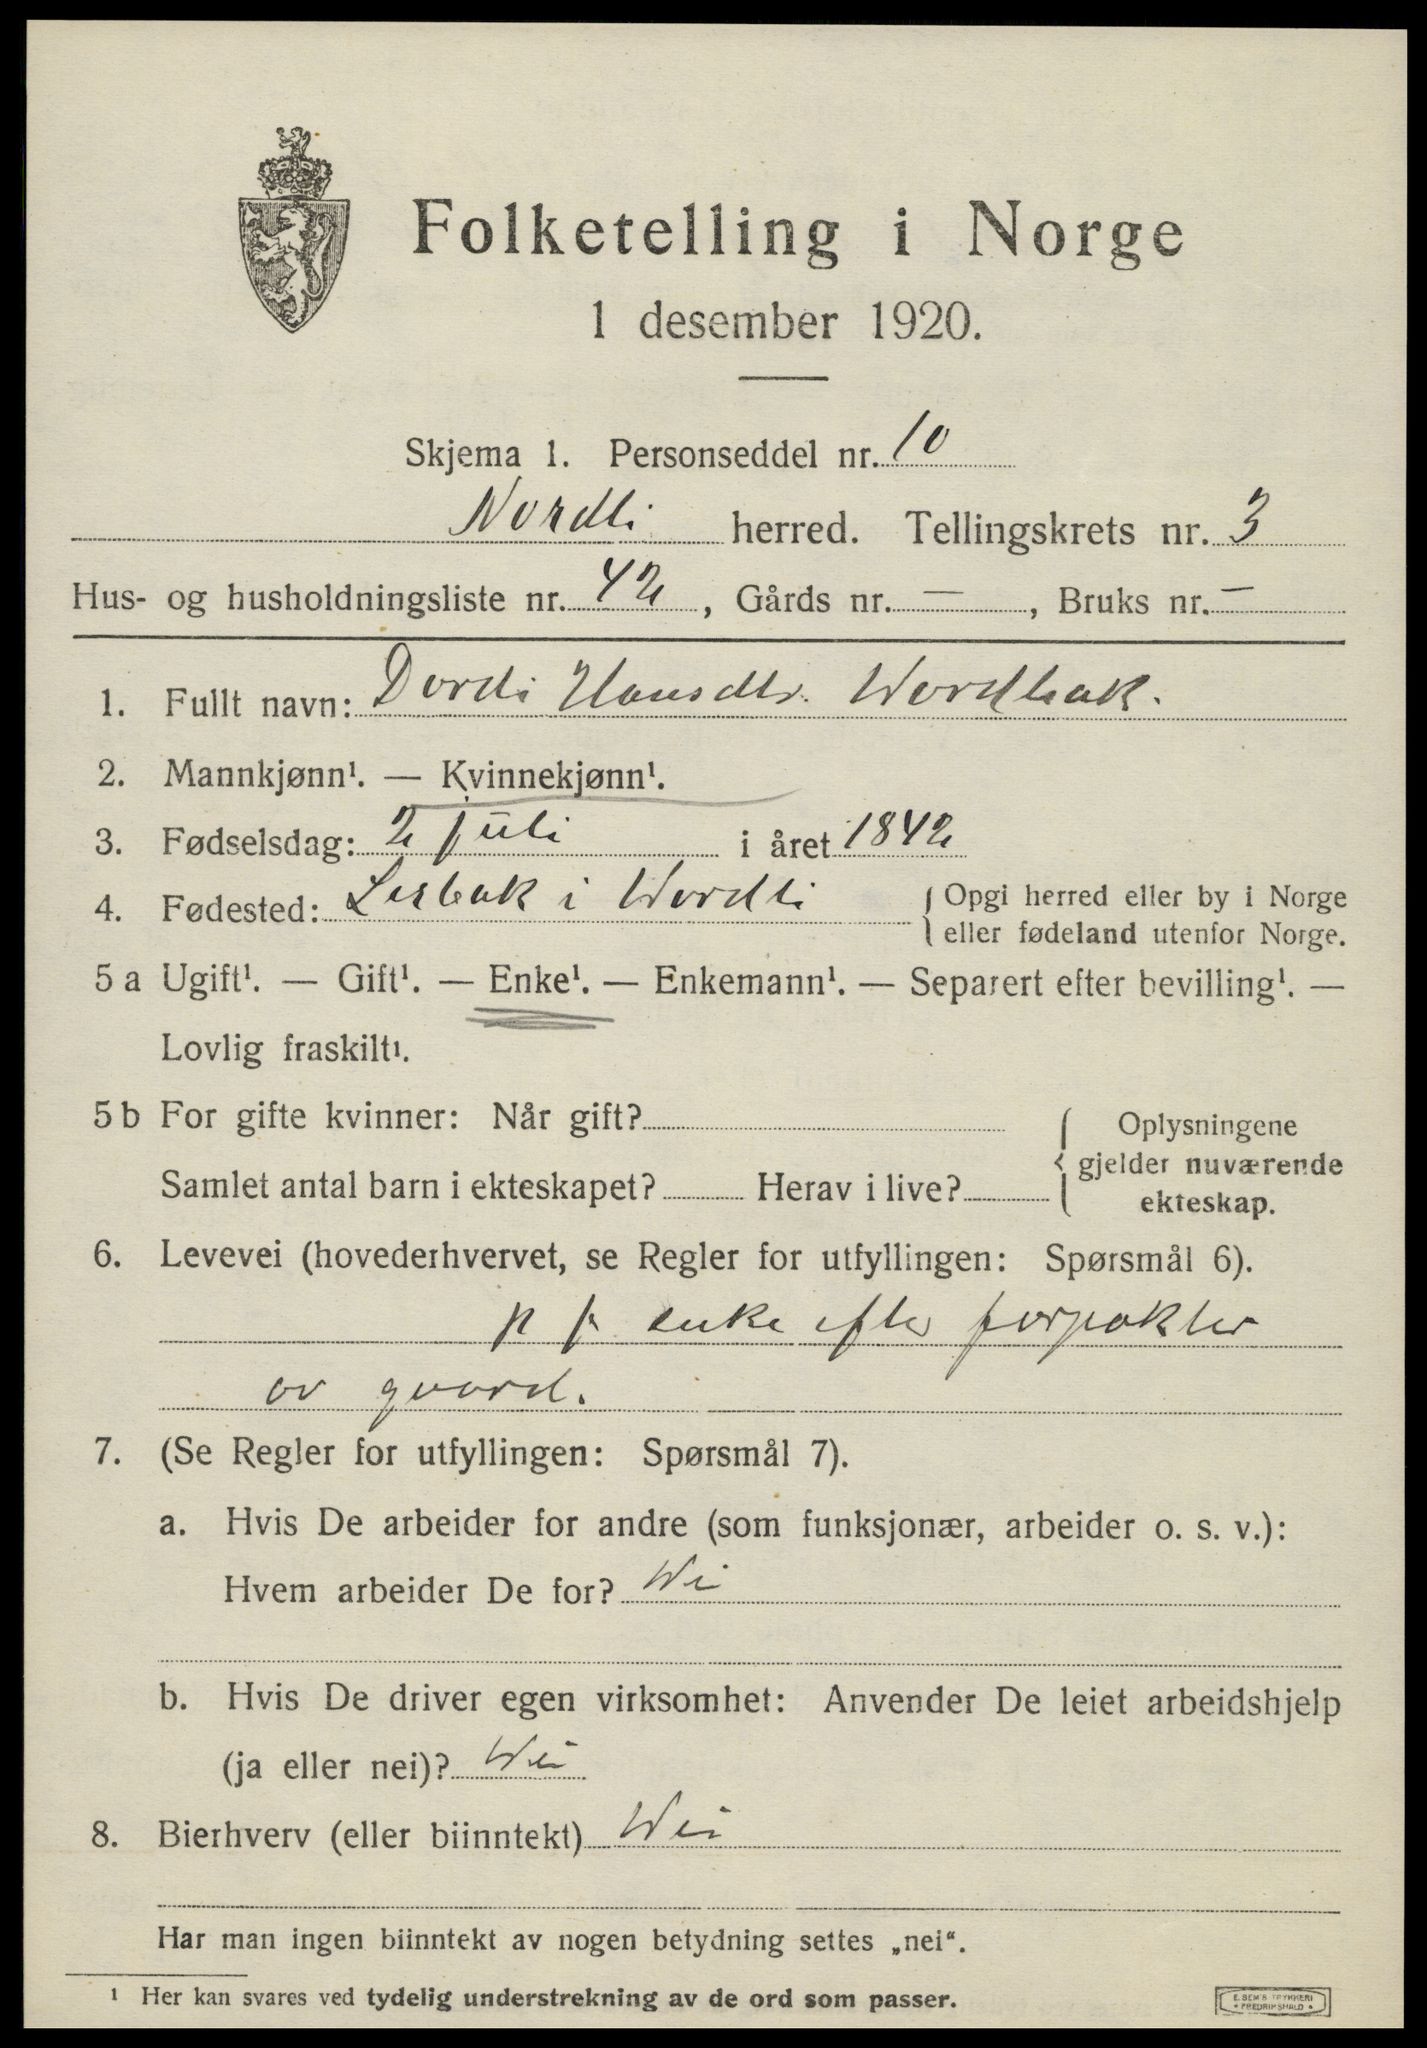 Folketelling i Norge
1 desember 1920.
Skjema 1. Personseddel nr. 10
Nordli herred. Tellingskrets nr. 3
Hus- og husholdningsliste nr. 42, Gårds nr. —, Bruks nr. —
1. Fullt navn: Dordi Hansdtr. Nordbak.
2. Mannkjønn¹. — Kvinnekjønn¹.
3. Fødselsdag: 2 juli i året 1842
4. Fødested: i Nordli { Opgi herred eller by i Norge
eller fødeland utenfor Norge.
5 a Ugift¹. — Gift¹. — Enke¹. — Enkemann¹. — Separert efter bevilling¹. —
Lovlig fraskilt¹.
5 b For gifte kvinner: Når gift? { Oplysningene
gjelder nuværende
Samlet antal barn i ekteskapet? Herav i live?
ekteskap.
6. Levevei (hovederhvervet, se Regler for utfyllingen: Spørsmål 6).
enke efter forpakter
av gaard.
7. (Se Regler for utfyllingen: Spørsmål 7).
a. Hvis De arbeider for andre (som funksjonær, arbeider o. s. v.):
Hvem arbeider De for? Nei
b. Hvis De driver egen virksomhet: Anvender De leiet arbeidshjelp
(ja eller nei)? Nei
8. Bierhverv (eller biinntekt) Nei
Har man ingen biinntekt av nogen betydning settes „nei“.
¹ Her kan svares ved tydelig understrekning av de ord som passer.
E. SEM'S TRYKKERI
• FREDRIKSHALD •